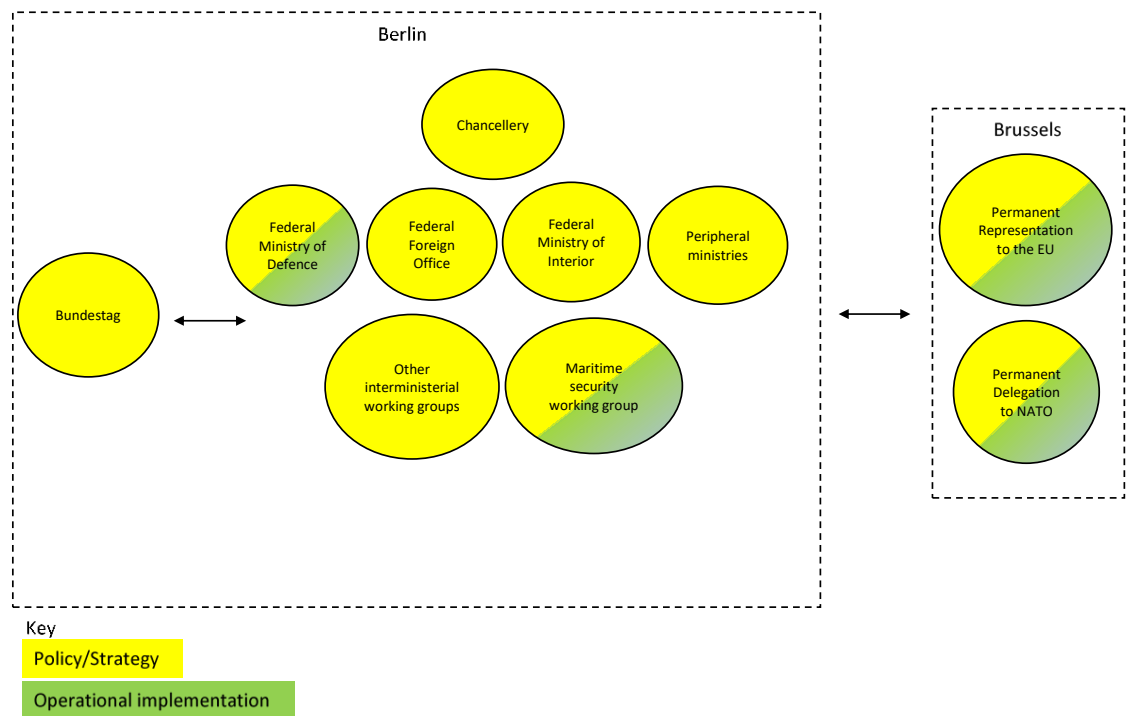 Berlin
Chancellery
Federal
Ministry of
Defence
Federal
Foreign
Office
Federal
Ministry of
Interior
Peripheral
ministries
Bundestag
Other
interministerial
working groups
Maritime
security
working group
Brussels
Permanent
Representation
to the EU
Permanent
Delegation
to NATO
Key
Policy/Strategy
Operational implementation